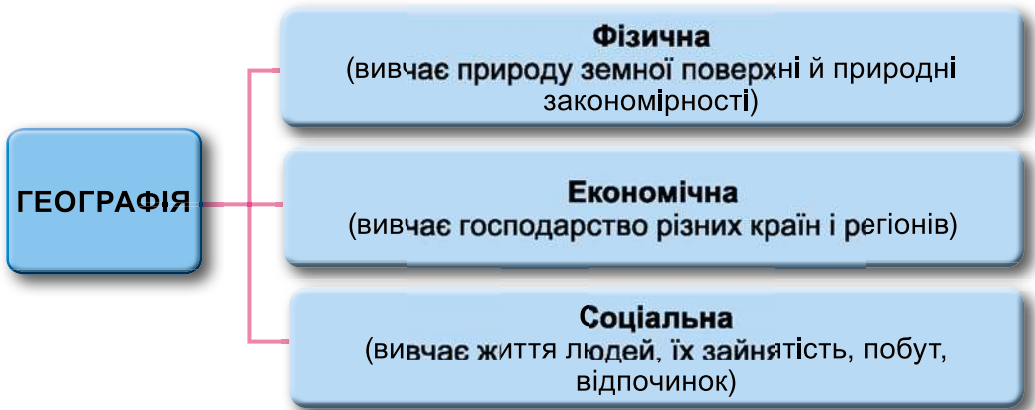 ГЕОГРАФІЯ
Фізична
(вивчає природу земної поверхні й природні
закономірності)
Економічна
(вивчає господарство різних країн і регіонів)
Соціальна
(вивчає життя людей, їх зайнятість, побут,
відпочинок)